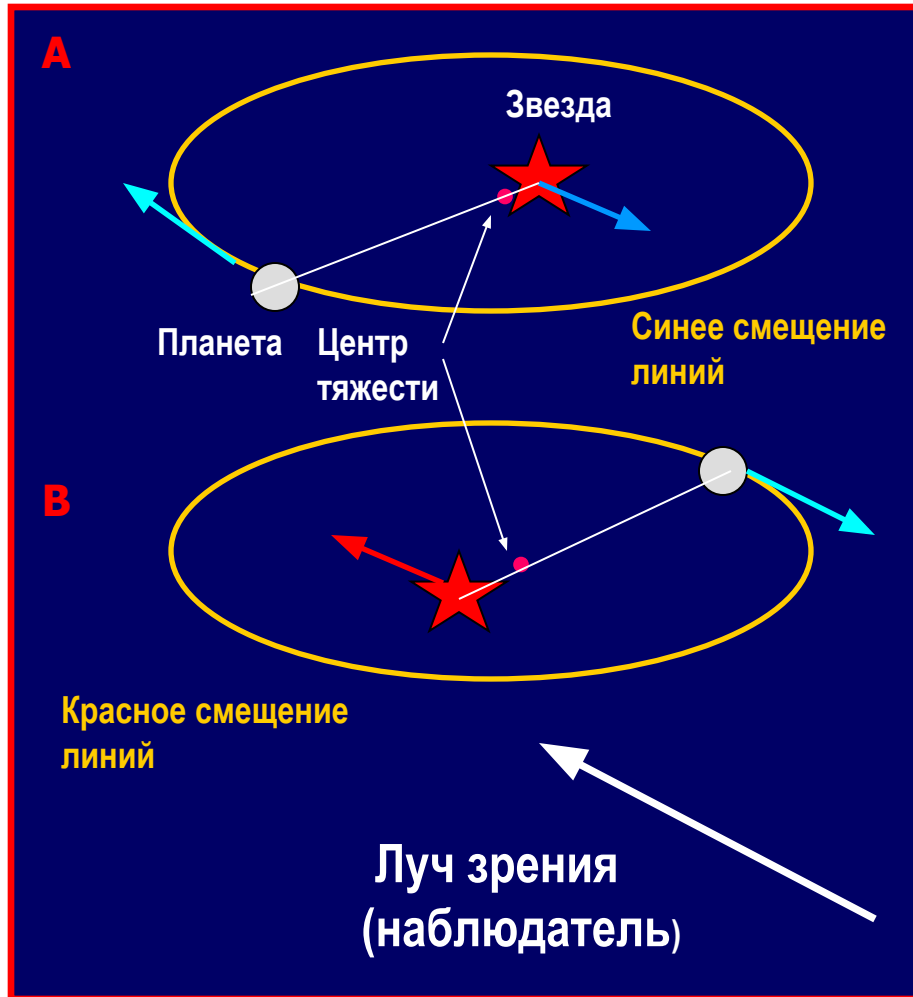 A
Звезда
Планета
Центр
тяжести
Синее смещение
линий
B
Красное смещение
линий
Луч зрения
(наблюдатель)